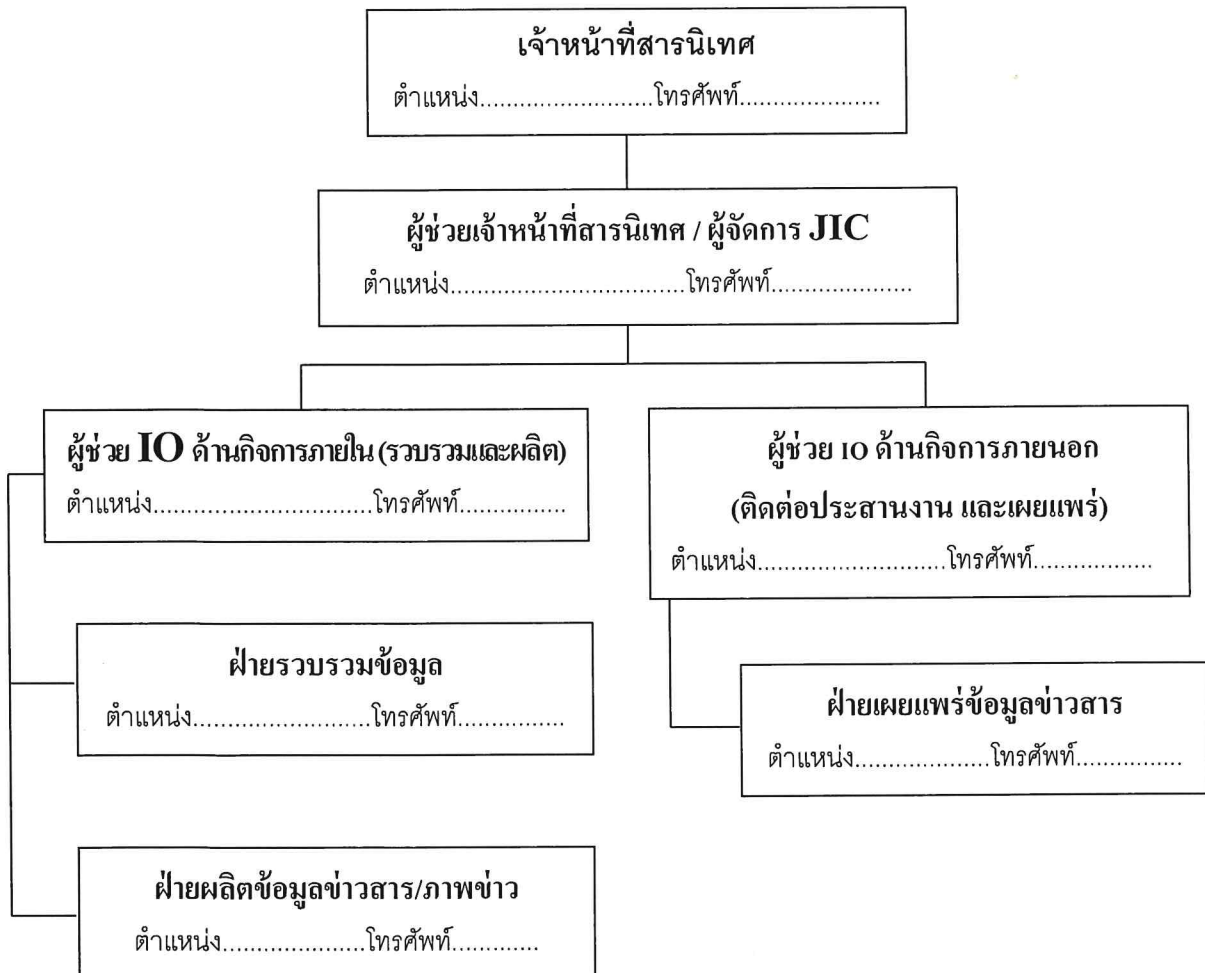 เจ้าหน้าที่สารนิเทศ
ตำแหน่ง..........................โทรศัพท์.....................
ผู้ช่วยเจ้าหน้าที่สารนิเทศ / ผู้จัดการ JIC
ตำแหน่ง...................................โทรศัพท์.....................
ผู้ช่วย IO ด้านกิจการภายใน (รวบรวมและผลิต)
ตำแหน่ง.................................โทรศัพท์................
ผู้ช่วย IO ด้านกิจการภายนอก
(ติดต่อประสานงาน และเผยแพร่)
ตำแหน่ง............................โทรศัพท์..................
ฝ่ายรวบรวมข้อมูล
ตำแหน่ง...........................โทรศัพท์................
ฝ่ายเผยแพร่ข้อมูลข่าวสาร
ตำแหน่ง....................โทรศัพท์................
ฝ่ายผลิตข้อมูลข่าวสาร/ภาพข่าว
ตำแหน่ง.....................โทรศัพท์.............